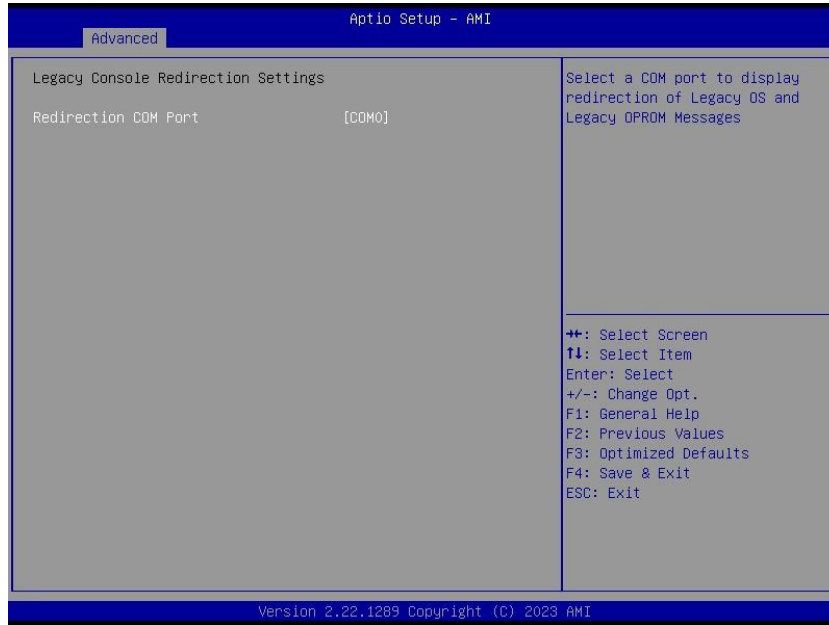 Aptio Setup - AMI
Advanced
Legacy Console Redirection Settings
Redirection COM Port [COM0]
Select a COM port to display
redirection of Legacy OS and
Legacy OPROM Messages
→←: Select Screen
↑↓: Select Item
Enter: Select
+/-: Change Opt.
F1: General Help
F2: Previous Values
F3: Optimized Defaults
F4: Save & Exit
ESC: Exit
Version 2.22.1289 Copyright (C) 2023 AMI